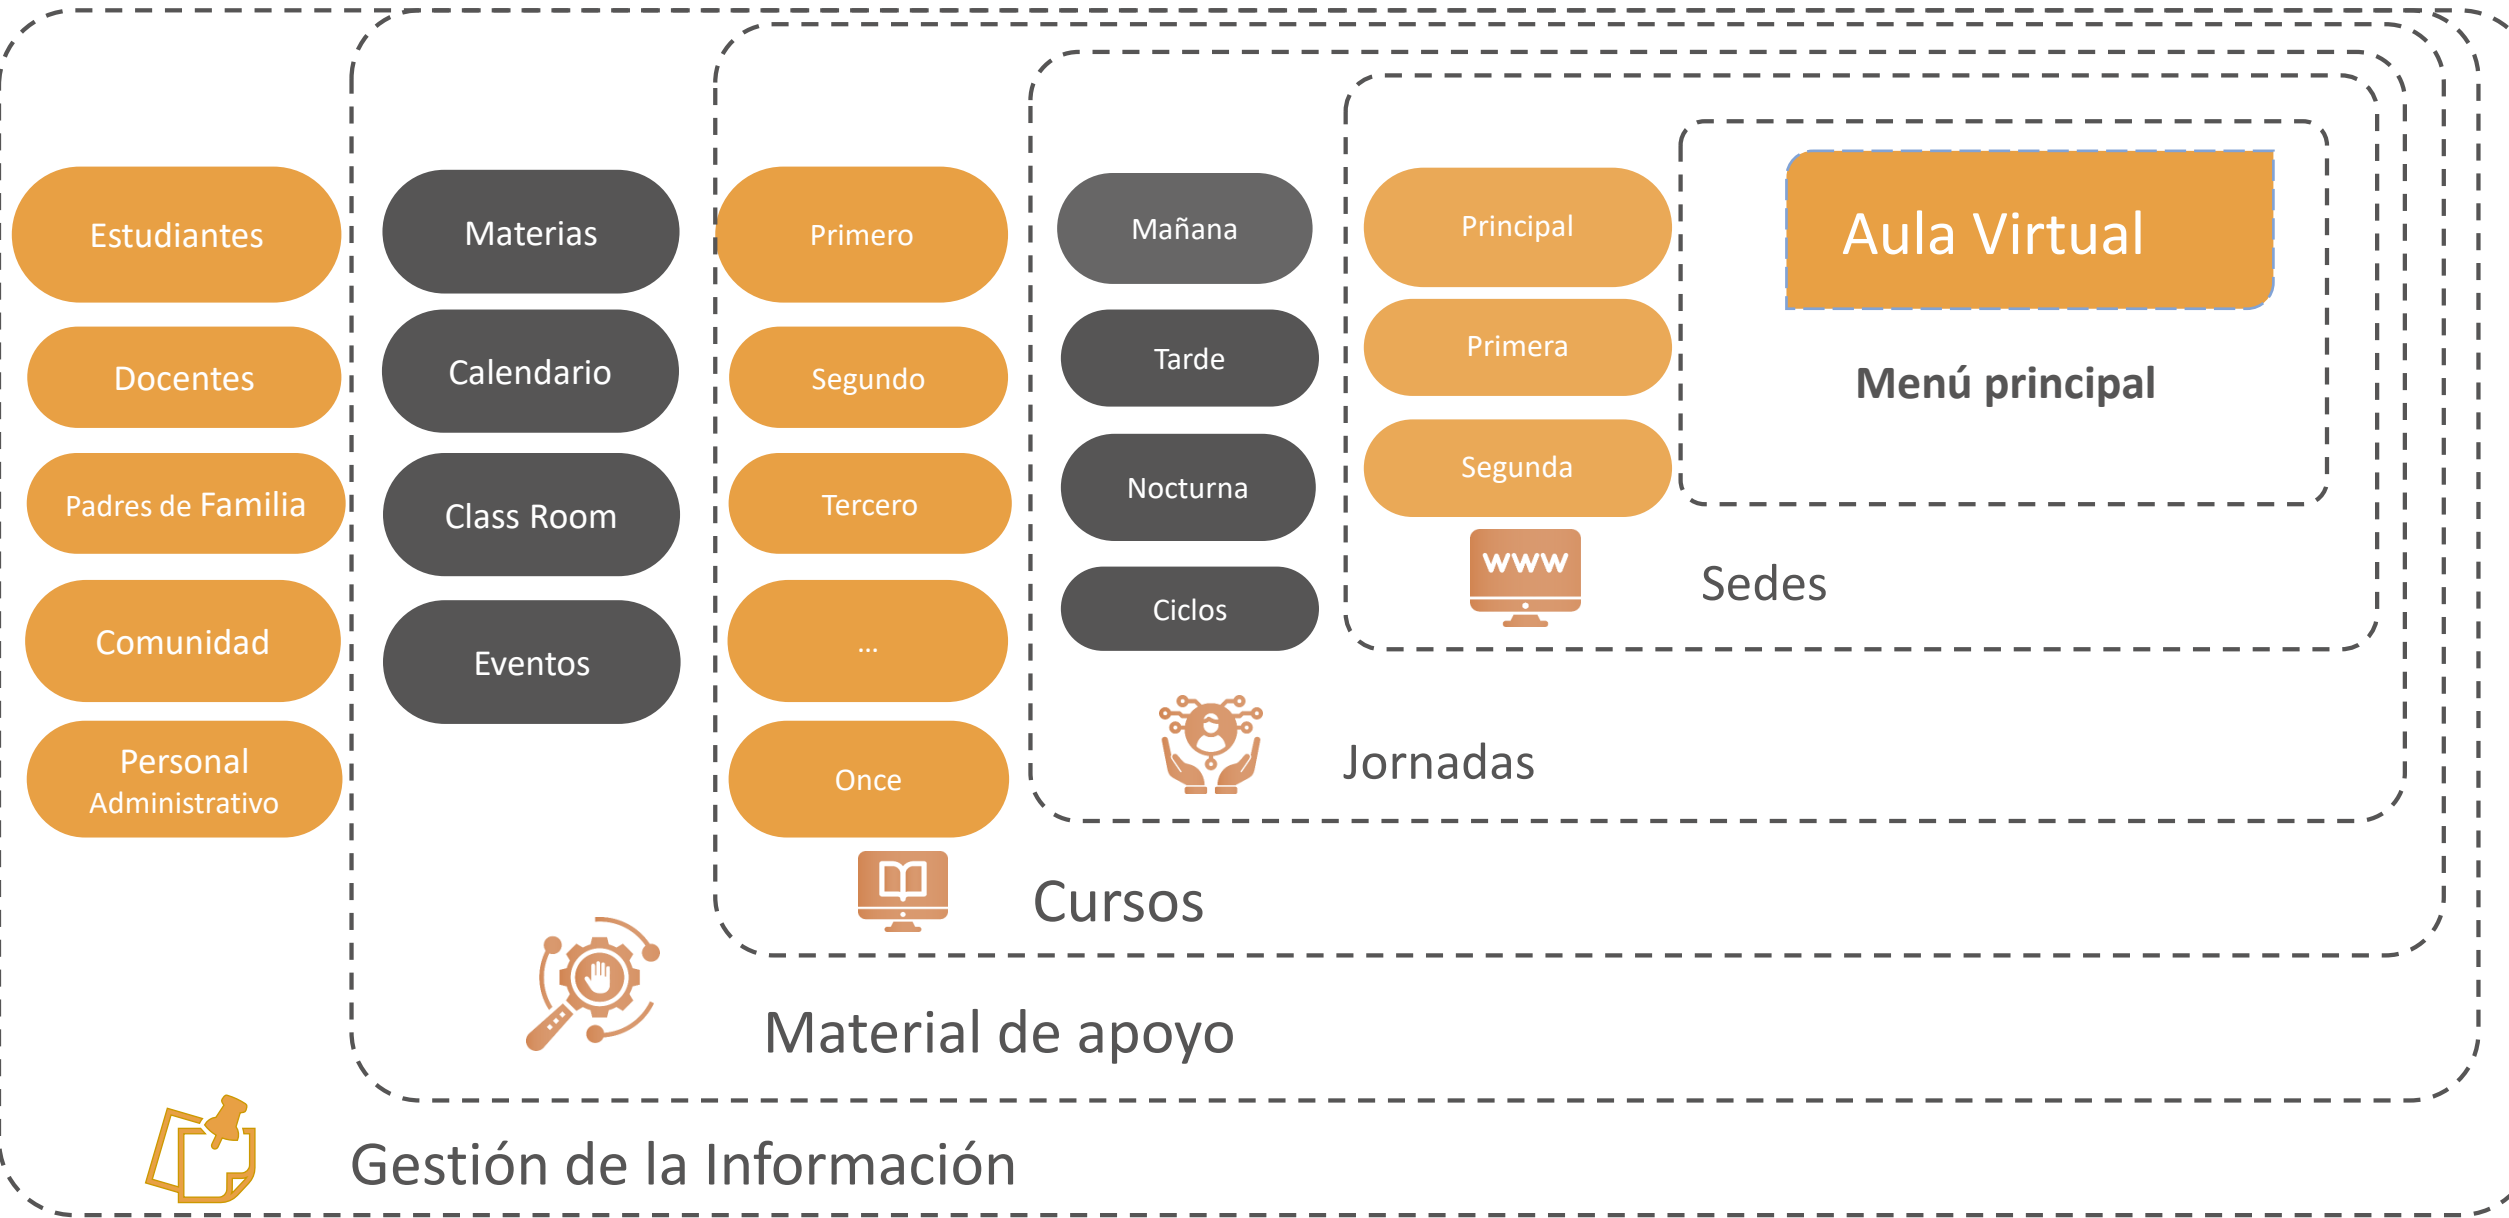 Estudiantes
Docentes
Padres de Familia
Comunidad
Personal
Administrativo
Gestión de la Información
Materias
Calendario
Class Room
Eventos
Material de apoyo
Primero
Segundo
Tercero
...
Once
Cursos
Mañana
Tarde
Nocturna
Ciclos
Jornadas
Principal
Primera
Segunda
www
Sedes
Aula Virtual
Menú principal